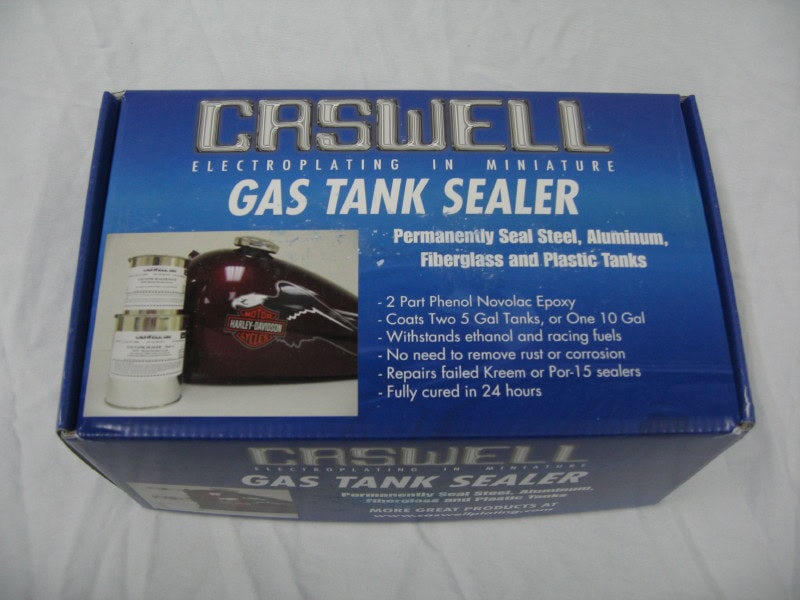 CASWELL
ELECTROPLATING IN MINIATURE
GAS TANK SEALER
Permanently Seal Steel, Aluminum,
Fiberglass and Plastic Tanks
MOTOR
HARLEY-DAVIDSON
CYCLES
- 2 Part Phenol Novolac Epoxy
- Coats Two 5 Gal Tanks, or One 10 Gal
- Withstands ethanol and racing fuels
- No need to remove rust or corrosion
- Repairs failed Kreem or Por-15 sealers
- Fully cured in 24 hours
CASWELL
ELECTROPLATING IN MINIATURE
GAS TANK SEALER
Permanently Seal Steel, Aluminum,
Fiberglass and Plastic Tanks
MORE GREAT PRODUCTS AT
www.caswellplating.com